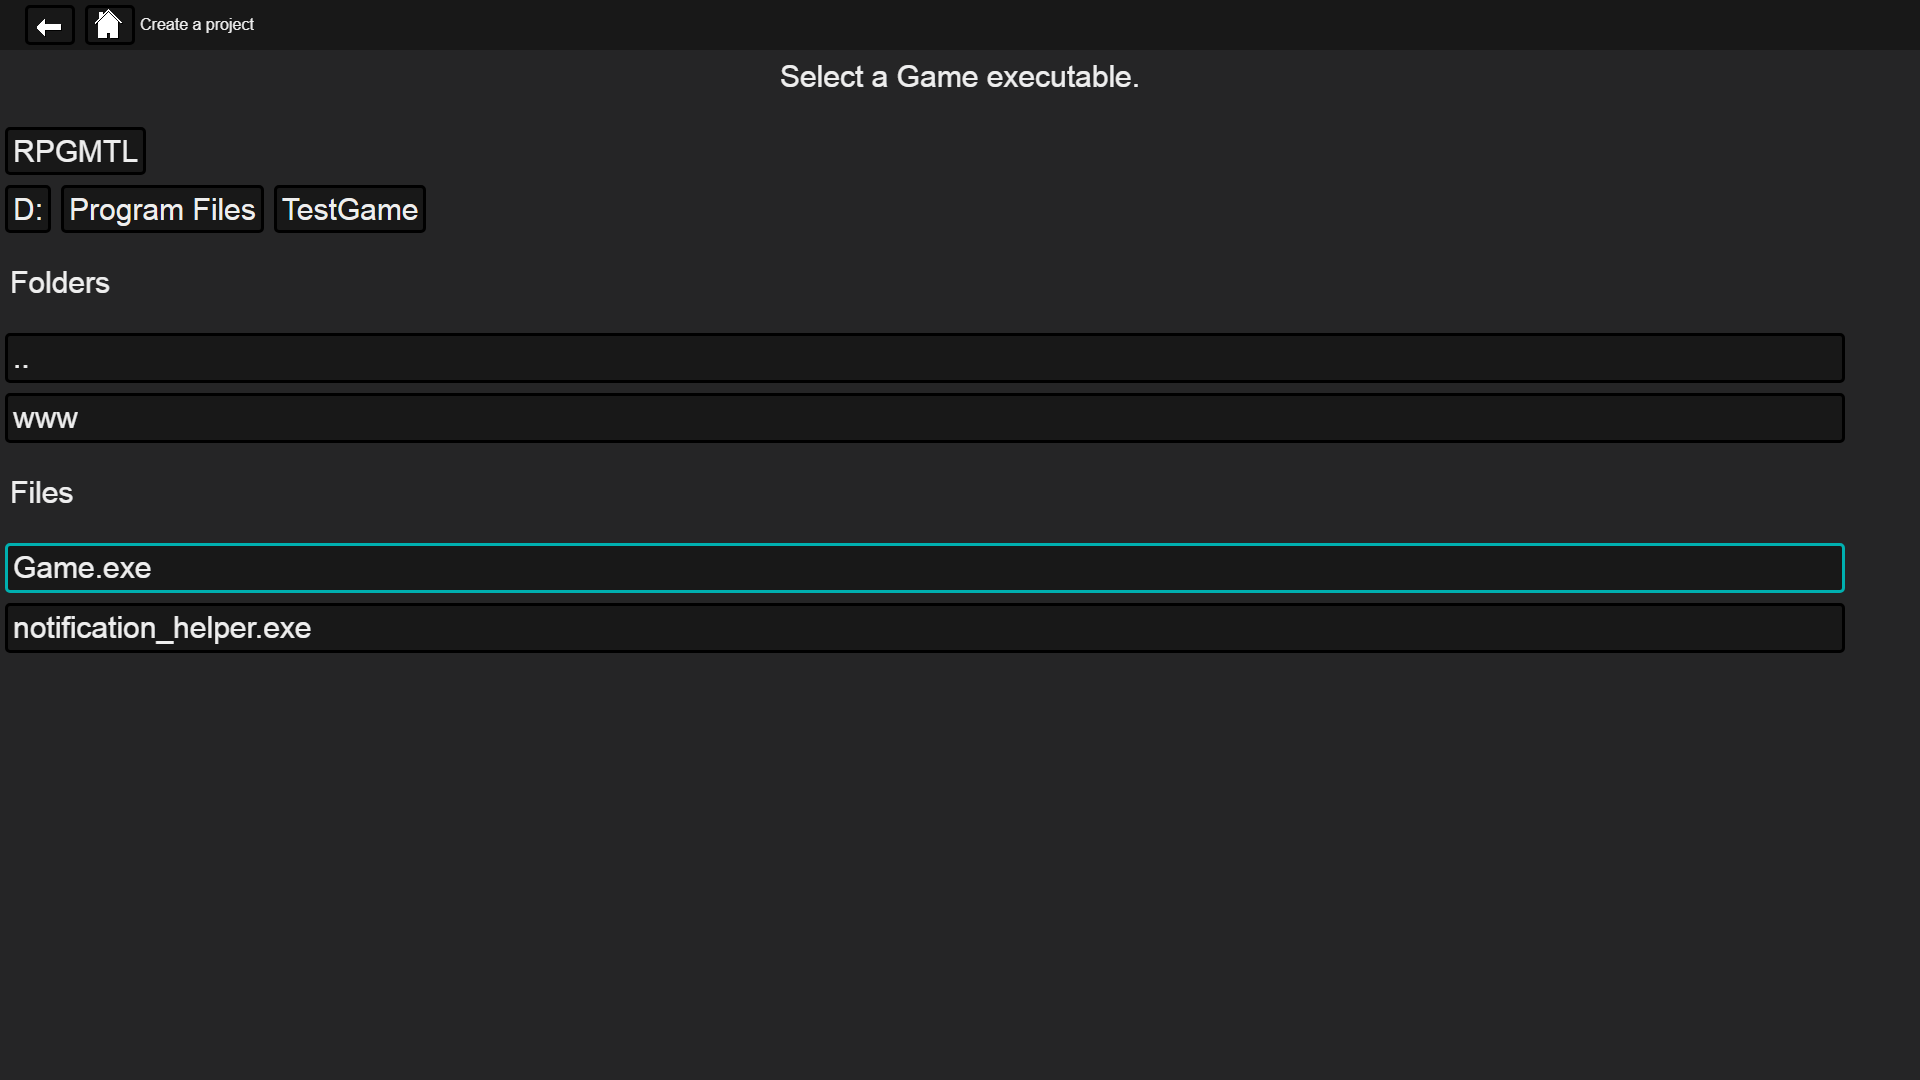 Create a project
Select a Game executable.
RPGMTL
D: Program Files TestGame
Folders
..
www
Files
Game.exe
notification_helper.exe